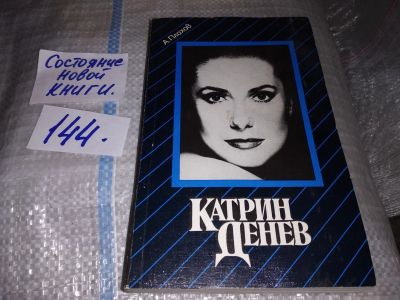 Состояние
новой
книги.
144.
А. Плахов
КАТРИН
ДЕНЕВ